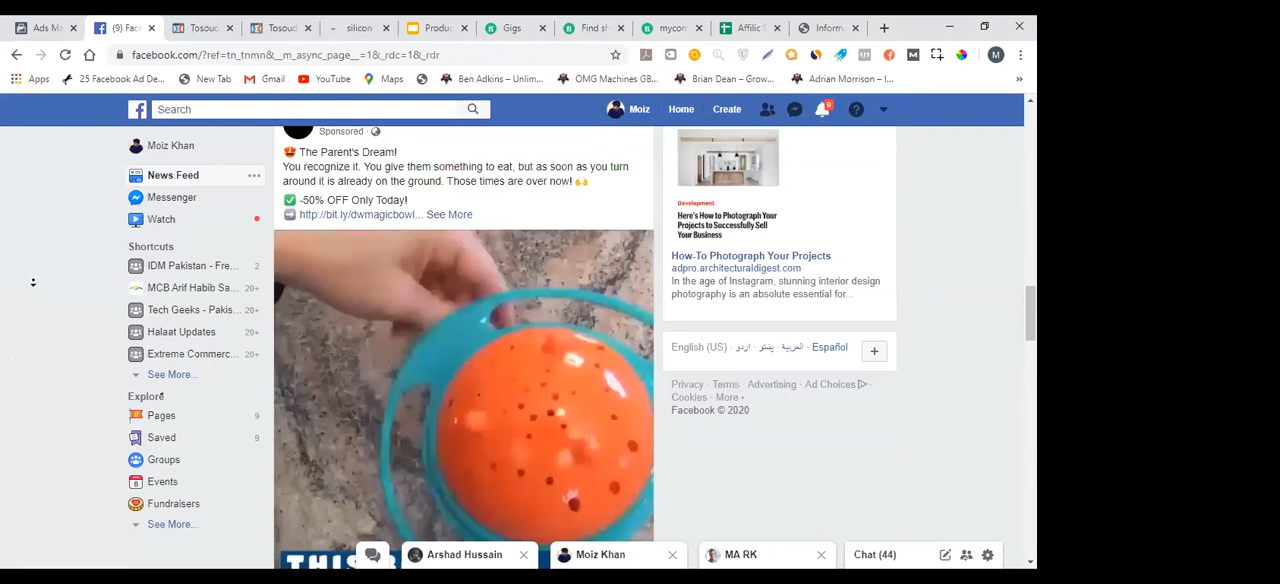 Ads M
(9) Fac
Tosoud
Tosoud
silicon
Produc
Gigs
Find sh
mycor
Affilic S
Inform
facebook.com/?ref=tn_tnmn&_m_async_page__=1&_rdc=1&_rdr
M
Apps
25 Facebook Ad De...
New Tab
Gmail
YouTube
Maps
Ben Adkins – Unlim...
OMG Machines GB...
Brian Dean – Grow...
Adrian Morrison – I...
Search
Moiz
Home
Create
9
Moiz Khan
News Feed
Messenger
Watch
Shortcuts
IDM Pakistan - Fre... 2
MCB Arif Habib Sa... 20+
Tech Geeks - Pakis... 20+
Halaat Updates 20+
Extreme Commerc... 20+
See More...
Explore
Pages 9
Saved 9
Groups
Events
Fundraisers
See More...
Sponsored ·
The Parent's Dream!
You recognize it. You give them something to eat, but as soon as you turn
around it is already on the ground. Those times are over now!
-50% OFF Only Today!
http://bit.ly/dwmagicbowl... See More
Development
Here's How to Photograph Your
Projects to Successfully Sell
Your Business
How-To Photograph Your Projects
adpro.architecturaldigest.com
In the age of Instagram, stunning interior design
photography is an absolute essential for...
English (US) · اردو · پښتو · العربية · Español
Privacy · Terms · Advertising · Ad Choices ·
Cookies · More
Facebook © 2020
Arshad Hussain
Moiz Khan
MA RK
Chat (44)